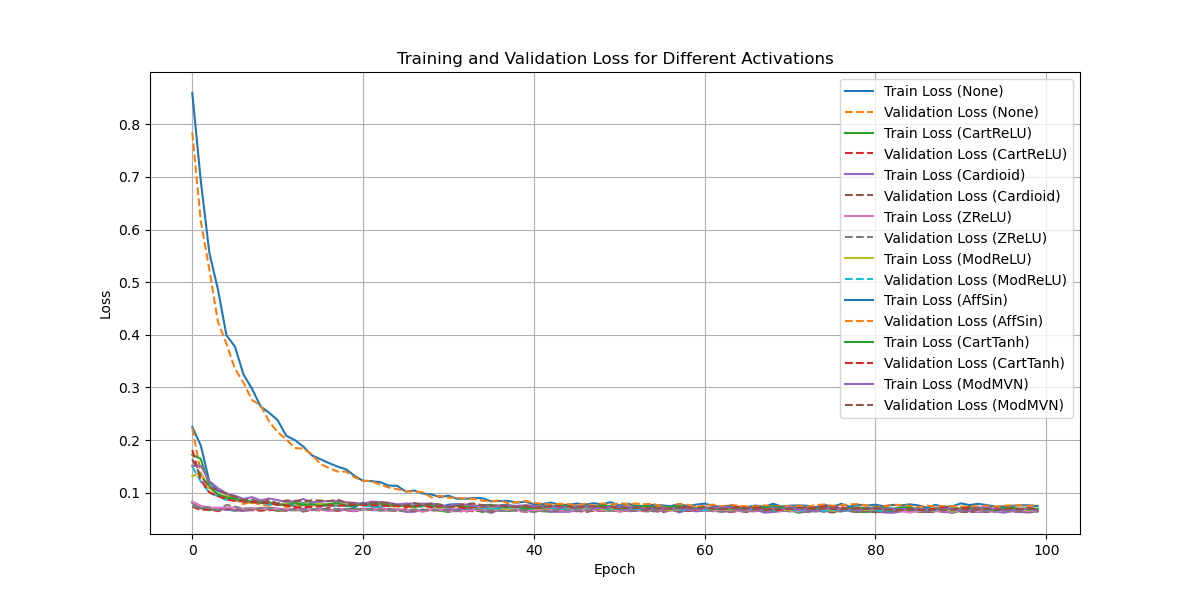 Training and Validation Loss for Different Activations
Train Loss (None)
Validation Loss (None)
Train Loss (CartReLU)
Validation Loss (CartReLU)
Train Loss (Cardioid)
Validation Loss (Cardioid)
Train Loss (ZReLU)
Validation Loss (ZReLU)
Train Loss (ModReLU)
Validation Loss (ModReLU)
Train Loss (AffSin)
Validation Loss (AffSin)
Train Loss (CartTanh)
Validation Loss (CartTanh)
Train Loss (ModMVN)
Validation Loss (ModMVN)
Loss
0.8
0.7
0.6
0.5
0.4
0.3
0.2
0.1
0 20 40 60 80 100
Epoch